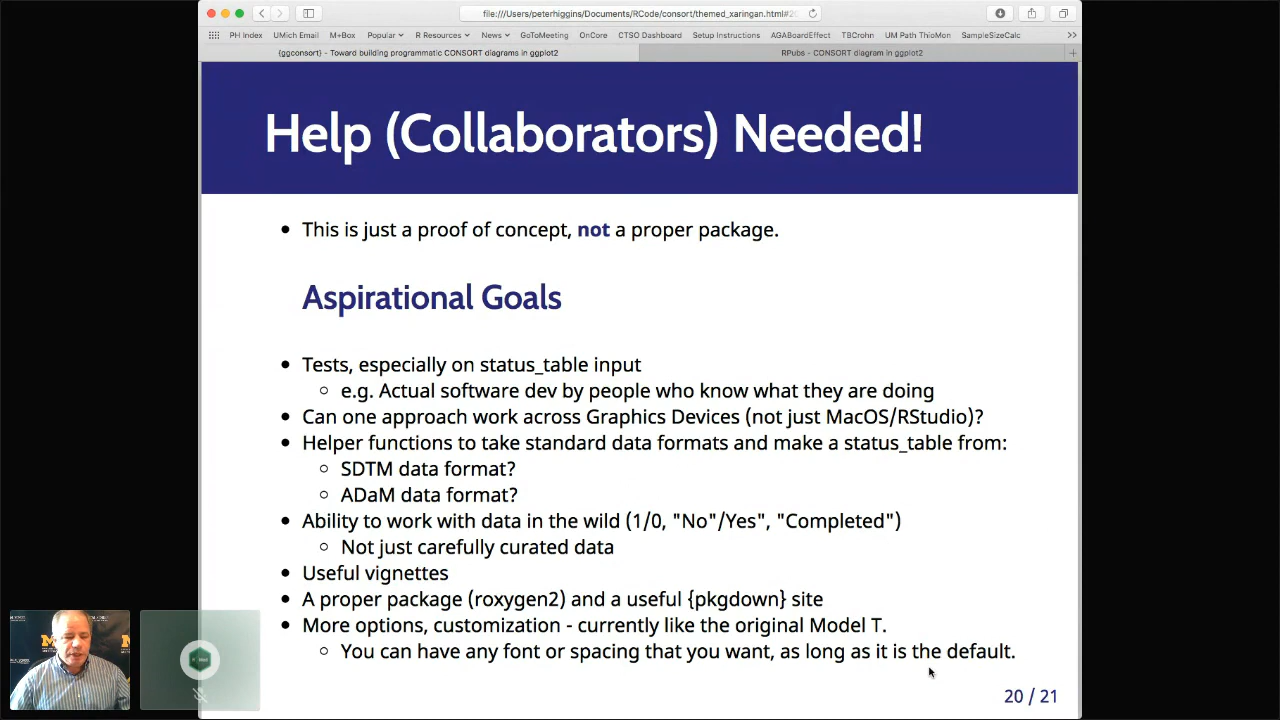 file:///Users/peterhiggins/Documents/RCode/consort/themed_xaringan.html#20
PH Index UMich Email M+Box Popular R Resources News GoToMeeting OnCore CTSO Dashboard Setup Instructions AGABoardEffect TBCrohn UM Path ThioMon SampleSizeCalc
{ggconsort} - Toward building programmatic CONSORT diagrams in ggplot2
RPubs - CONSORT diagram in ggplot2
Help (Collaborators) Needed!
• This is just a proof of concept, not a proper package.
Aspirational Goals
• Tests, especially on status_table input
◦ e.g. Actual software dev by people who know what they are doing
• Can one approach work across Graphics Devices (not just MacOS/RStudio)?
• Helper functions to take standard data formats and make a status_table from:
◦ SDTM data format?
◦ ADaM data format?
• Ability to work with data in the wild (1/0, "No"/Yes", "Completed")
◦ Not just carefully curated data
• Useful vignettes
• A proper package (roxygen2) and a useful {pkgdown} site
• More options, customization - currently like the original Model T.
◦ You can have any font or spacing that you want, as long as it is the default.
20 / 21